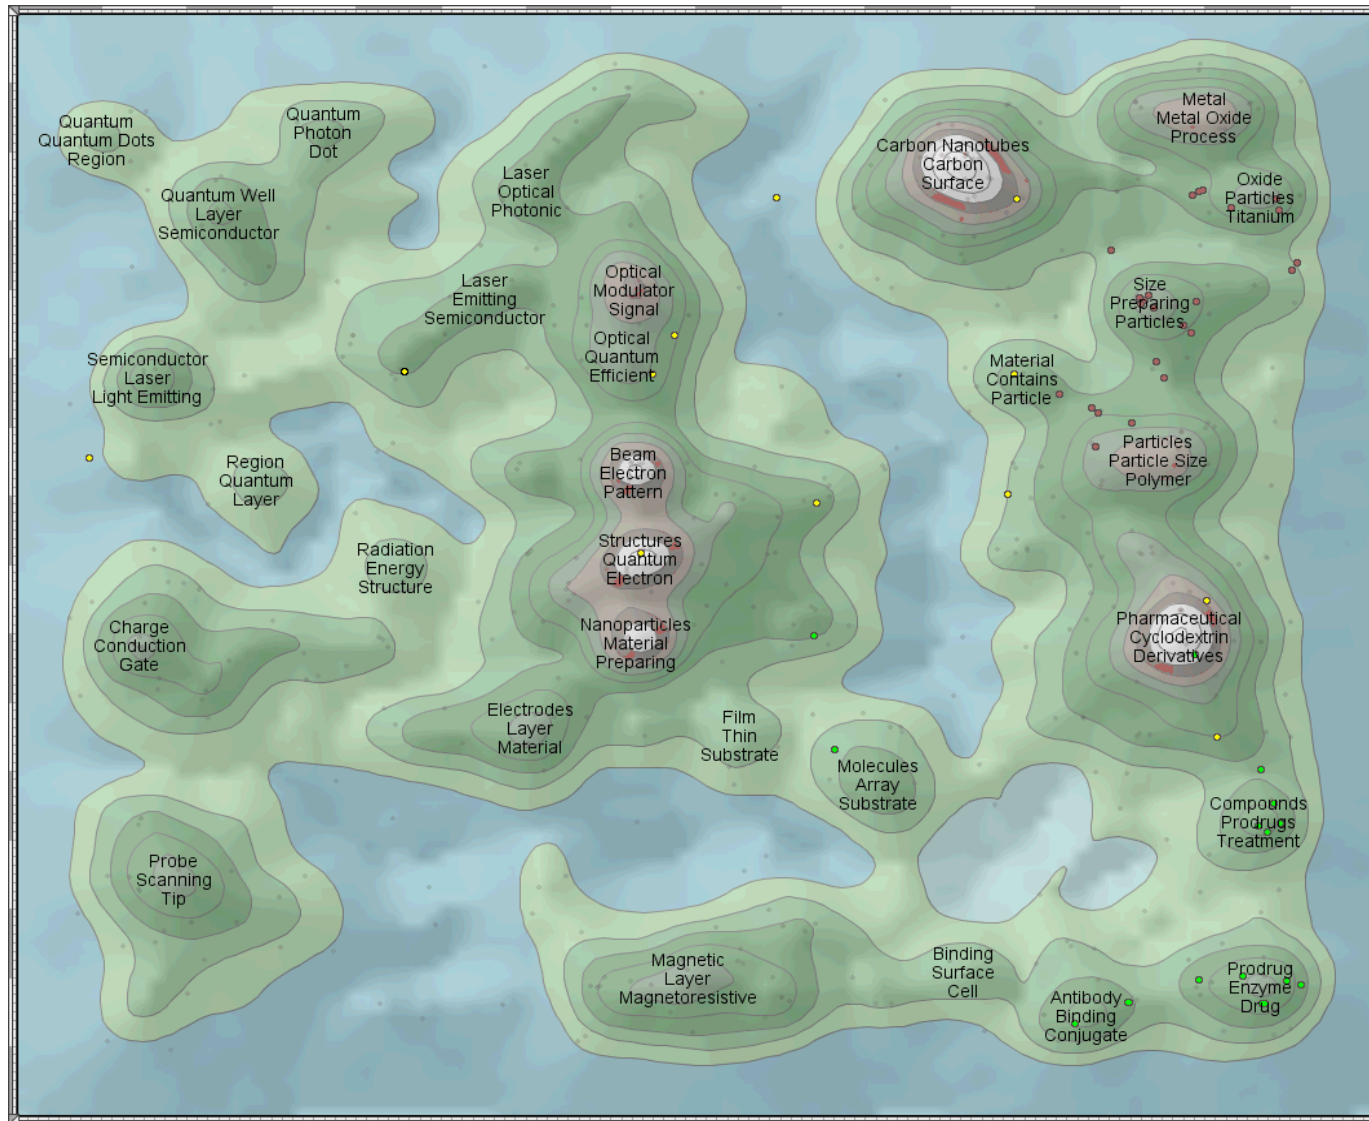 Quantum
Quantum Dots
Region
Quantum
Photon
Dot
Quantum Well
Layer
Semiconductor
Laser
Optical
Photonic
Carbon Nanotubes
Carbon
Surface
Metal
Metal Oxide
Process
Oxide
Particles
Titanium
Laser
Emitting
Semiconductor
Optical
Modulator
Signal
Size
Preparing
Particles
Semiconductor
Laser
Light Emitting
Optical
Quantum
Efficient
Material
Contains
Particle
Region
Quantum
Layer
Beam
Electron
Pattern
Particles
Particle Size
Polymer
Radiation
Energy
Structure
Structures
Quantum
Electron
Charge
Conduction
Gate
Nanoparticles
Material
Preparing
Pharmaceutical
Cyclodextrin
Derivatives
Electrodes
Layer
Material
Film
Thin
Substrate
Molecules
Array
Substrate
Compounds
Prodrugs
Treatment
Probe
Scanning
Tip
Magnetic
Layer
Magnetoresistive
Binding
Surface
Cell
Antibody
Binding
Conjugate
Prodrug
Enzyme
Drug